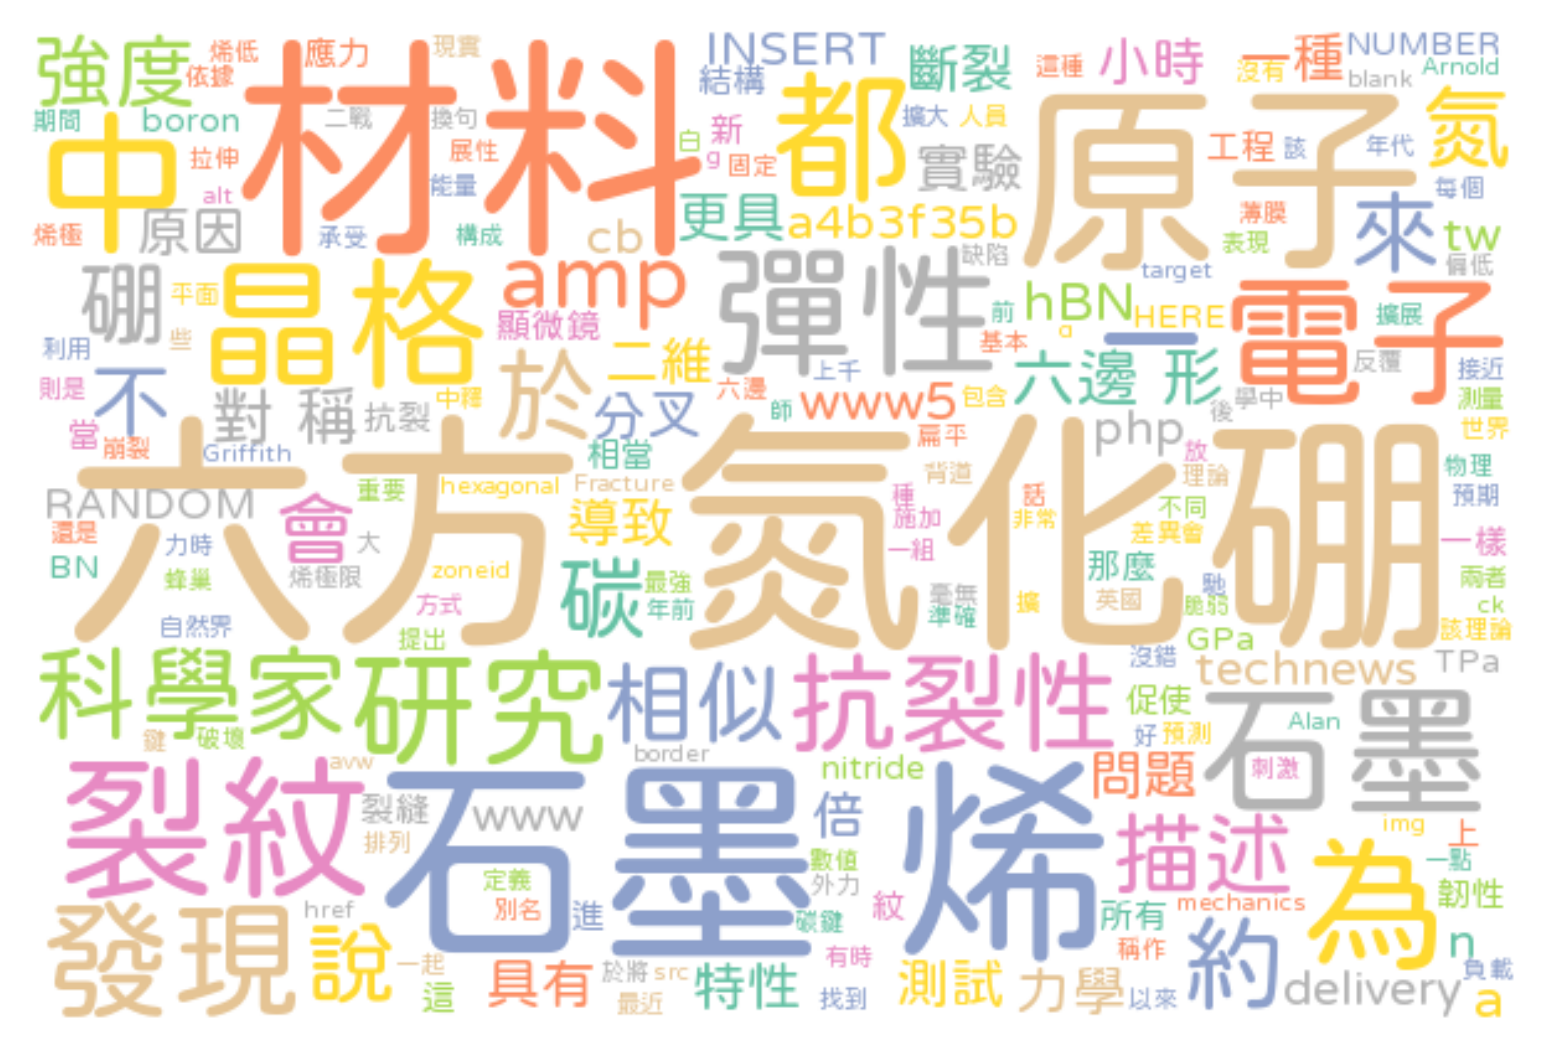 強度 烯低 應力 現實 INSERT 斷裂 這種 小時 一種 NUMBER
依據 材料 結構 都 沒有 blank Arnold
期間 boron 二戰 換句 白 新 擴大 人員 原子 氮
中 拉伸 展性 g 固定 實驗 工程 該 年代
alt 能量 更具 a4b3f35b 薄膜 來 每個
烯極 原因 承受 構成 cb 表現 tw
硼 平面 晶格 amp 彈性 缺陷 target 偏低
些 顯微鏡 前 hBN a HERE 電子 擴展
利用 不 於 二維 基本 一 反覆
則是 中釋 六邊 上千 六邊 形 接近
對 稱 抗裂 分叉 師 www5 包含 後 學中 測量
當 崩裂 Griffith 相當 扁平 php 放 世界
六方 氮化硼 重要 hexagonal Fracture 背道 理論 物理
RANDOM 會 導致 種 話 不同 預期
還是 力時 大 施加 非常 差異會 一樣
BN 蜂巢 烯極限 zoneid 碳 最強 一組 那麼 兩者
方式 年前 毫無 擴 英國 馳 脆弱 ck
自然界 提出 準確 GPa 該理論
科學家 研究 相似 抗裂性 沒錯 technews TPa
鍵 破壞 border 促使 好 預測 石墨 Alan
裂紋 avw 石墨 烯 nitride 問題 刺激
裂縫 www 倍 描述 img 上
排列 數值 為 一點
定義 外力 韌性
發現 href 別名 進 碳鍵 紋 所有 mechanics n
說 一起 有時 稱作 約 負載
這 具有 於將 src 特性 測試 力學 delivery
最近 找到 以來 a